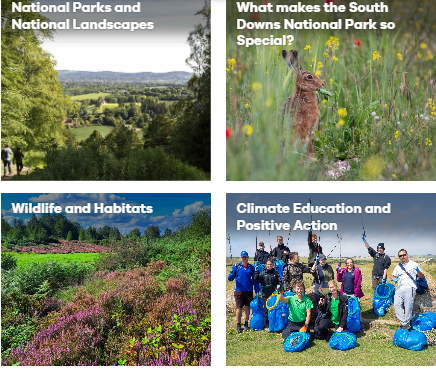 National Parks and
National Landscapes
What makes the South
Downs National Park so
Special?
Wildlife and Habitats
Climate Education and
Positive Action